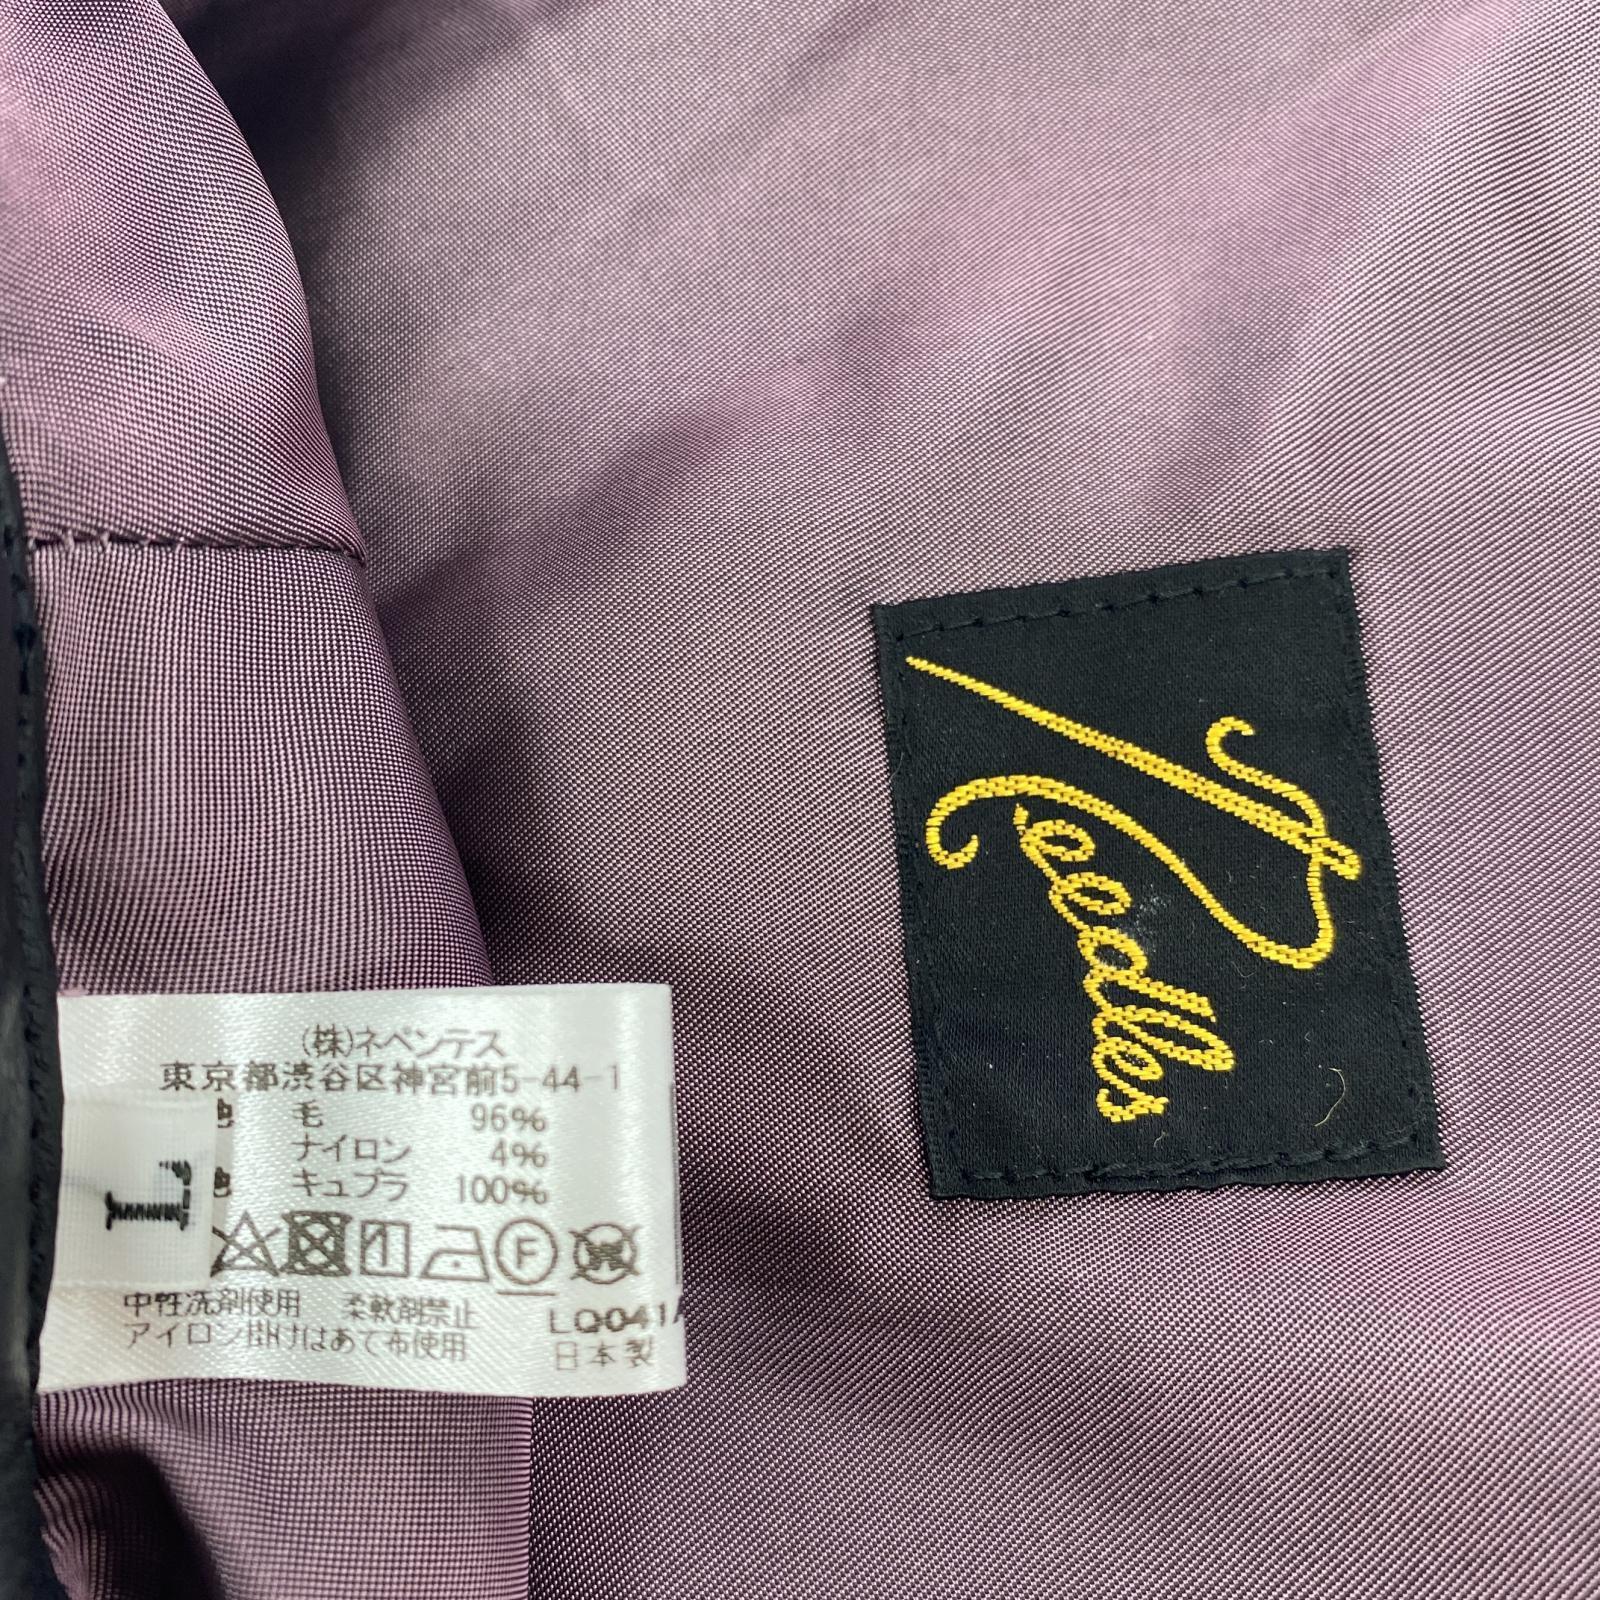 (株)ネペンテス
東京都渋谷区神宮前5-44-1
毛 96%
ナイロン 4%
キュプラ 100%
L
F
中性洗剤使用 柔軟剤禁止
アイロン掛けはあて布使用
LQ041
日本製
Needles